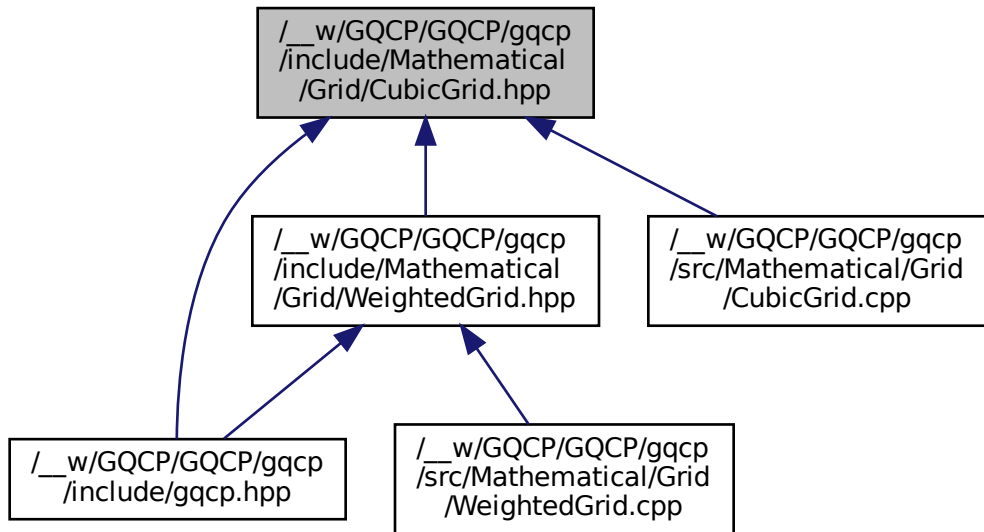 /__w/GQCP/GQCP/gqcp
/include/Mathematical
/Grid/CubicGrid.hpp
/__w/GQCP/GQCP/gqcp
/include/Mathematical
/Grid/WeightedGrid.hpp
/__w/GQCP/GQCP/gqcp
/src/Mathematical/Grid
/CubicGrid.cpp
/__w/GQCP/GQCP/gqcp
/include/gqcp.hpp
/__w/GQCP/GQCP/gqcp
/src/Mathematical/Grid
/WeightedGrid.cpp